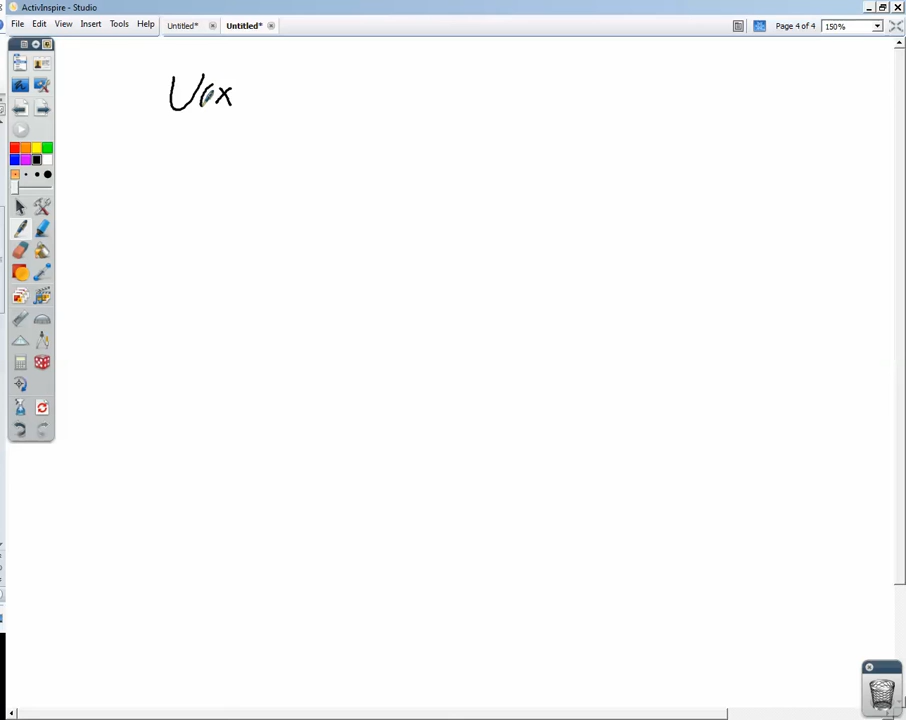 ActivInspire - Studio
File Edit View Insert Tools Help Untitled* Untitled* Page 4 of 4 150%